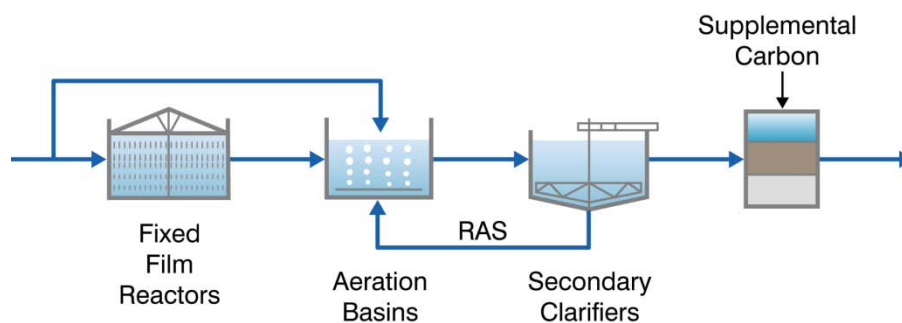 Supplemental
Carbon
Fixed
Film
Reactors
RAS
Aeration
Basins
Secondary
Clarifiers